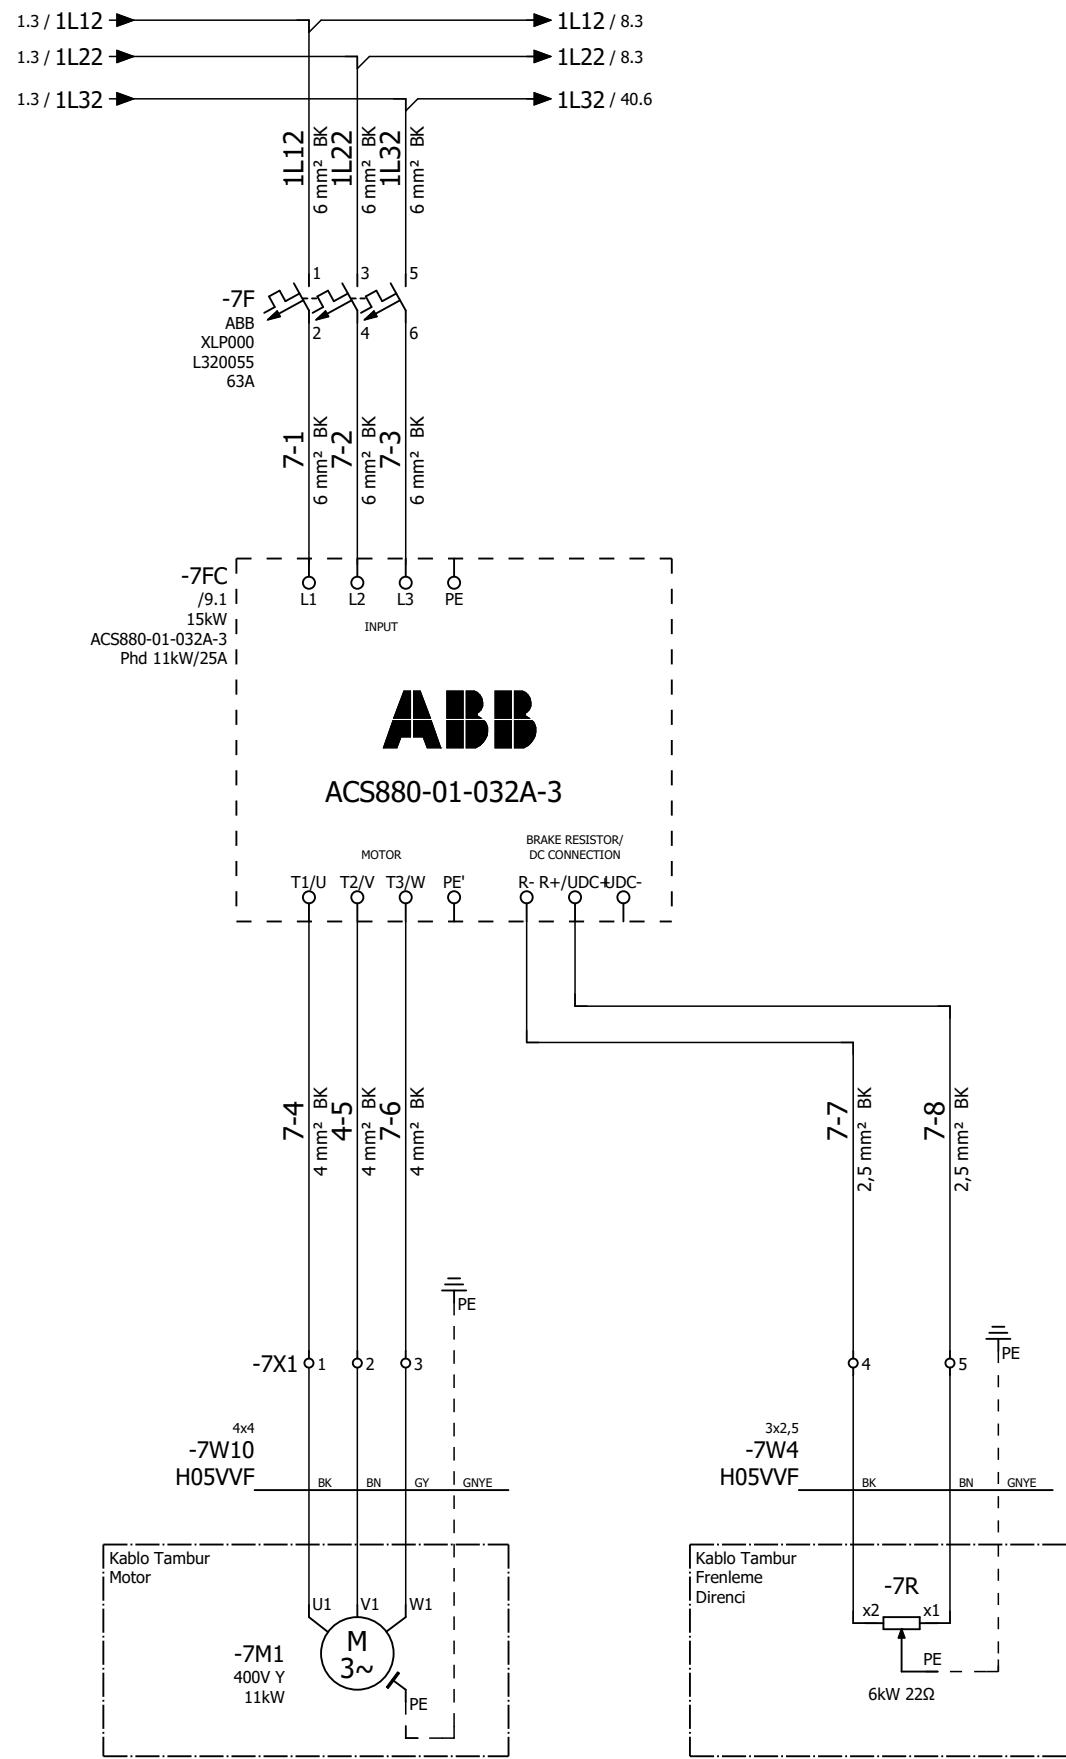 1.3 / 1L12
1L12 / 8.3
1.3 / 1L22
1L22 / 8.3
1.3 / 1L32
1L32 / 40.6
1L12
6 mm² BK
1L22
6 mm² BK
1L32
6 mm² BK
-7F
ABB
XLP000
L320055
63A
1
3
5
2
4
6
7-1
6 mm² BK
7-2
6 mm² BK
7-3
6 mm² BK
-7FC
/9.1
15kW
ACS880-01-032A-3
Phd 11kW/25A
L1
L2
L3
PE
INPUT
ABB
ACS880-01-032A-3
MOTOR
BRAKE RESISTOR/
DC CONNECTION
T1/U
T2/V
T3/W
PE'
R-
R+/UDC+
UDC-
7-4
4 mm² BK
4-5
4 mm² BK
7-6
4 mm² BK
7-7
2,5 mm² BK
7-8
2,5 mm² BK
PE
PE
-7X1
1
2
3
4
5
4x4
-7W10
H05VVF
BK
BN
GY
GNYE
3x2,5
-7W4
H05VVF
BK
BN
GNYE
Kablo Tambur
Motor
U1
V1
W1
-7M1
400V Y
11kW
M
3~
PE
Kablo Tambur
Frenleme
Direnci
-7R
x2
x1
PE
6kW 22Ω